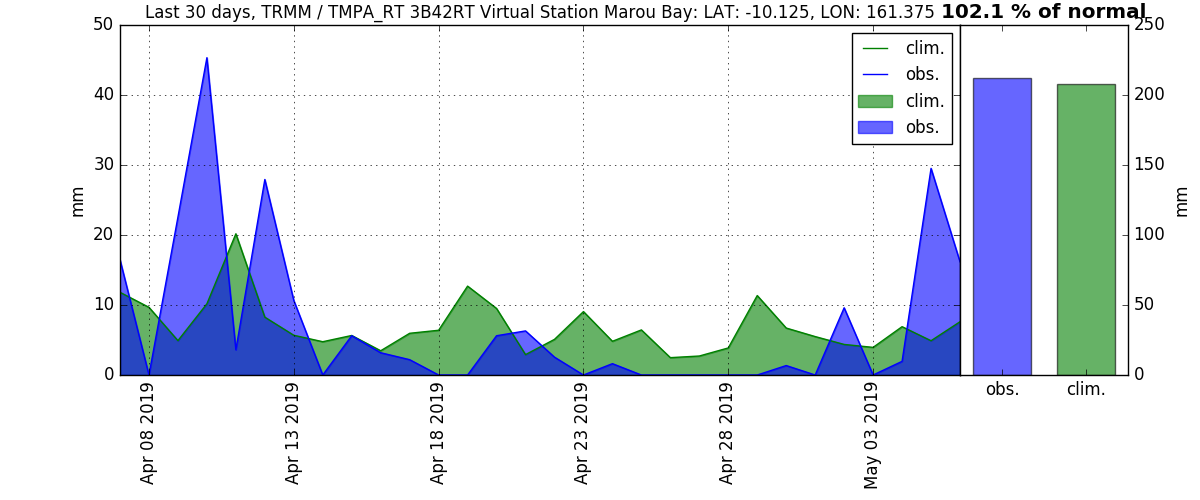 Last 30 days, TRMM / TMPA_RT 3B42RT Virtual Station Marou Bay: LAT: -10.125, LON: 161.375 102.1 % of normal
50
40
30
20
10
0
mm
clim.
obs.
clim.
obs.
250
200
150
100
50
0
mm
Apr 08 2019
Apr 13 2019
Apr 18 2019
Apr 23 2019
Apr 28 2019
May 03 2019
obs.
clim.